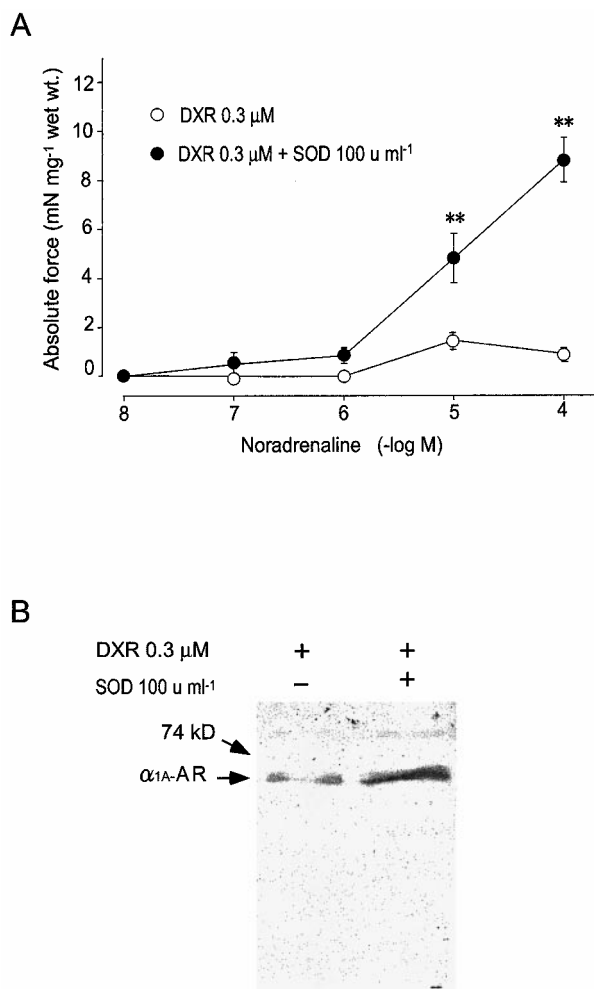 A
Absolute force (mN mg⁻¹ wet wt.)
12
10
8
6
4
2
0
DXR 0.3 μM
DXR 0.3 μM + SOD 100 u ml⁻¹
**
**
8 7 6 5 4
Noradrenaline (-log M)
B
DXR 0.3 μM + +
SOD 100 u ml⁻¹ − +
74 kD
α1A-AR